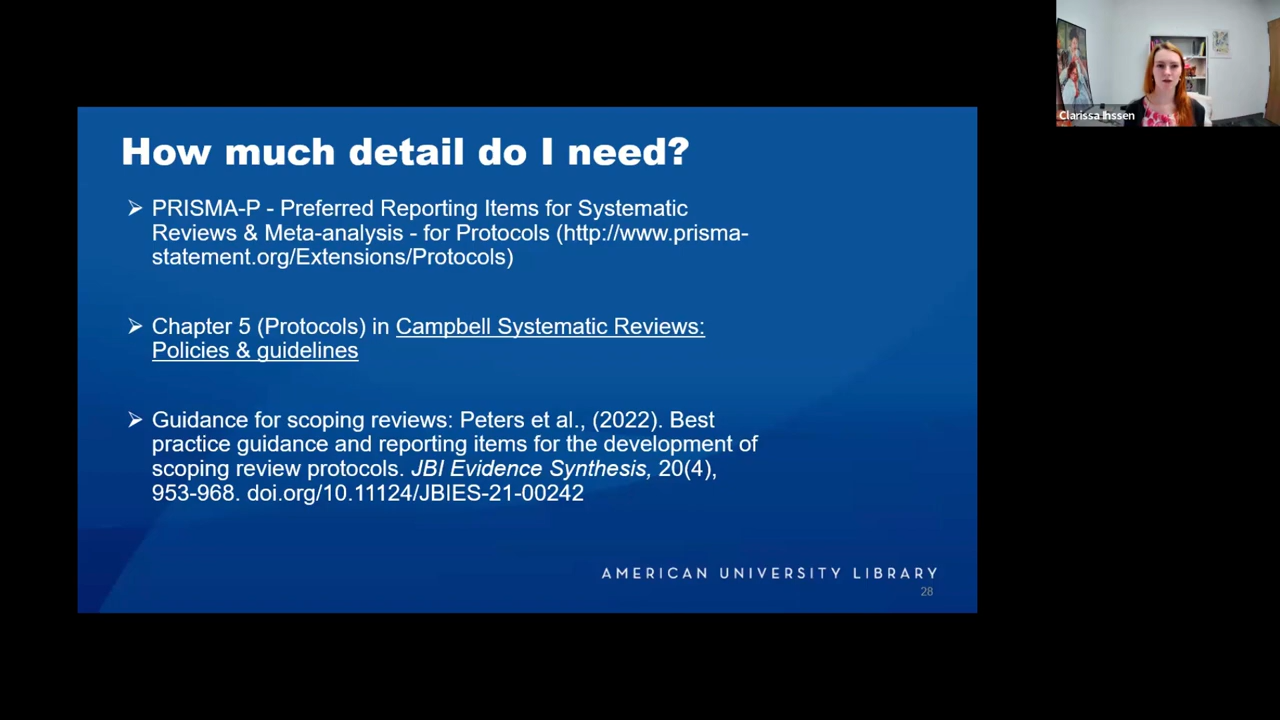 Clarissa Ihssen
How much detail do I need?
➢ PRISMA-P - Preferred Reporting Items for Systematic
Reviews & Meta-analysis - for Protocols (http://www.prisma-
statement.org/Extensions/Protocols)
➢ Chapter 5 (Protocols) in Campbell Systematic Reviews:
Policies & guidelines
➢ Guidance for scoping reviews: Peters et al., (2022). Best
practice guidance and reporting items for the development of
scoping review protocols. JBI Evidence Synthesis, 20(4),
953-968. doi.org/10.11124/JBIES-21-00242
AMERICAN UNIVERSITY LIBRARY
28